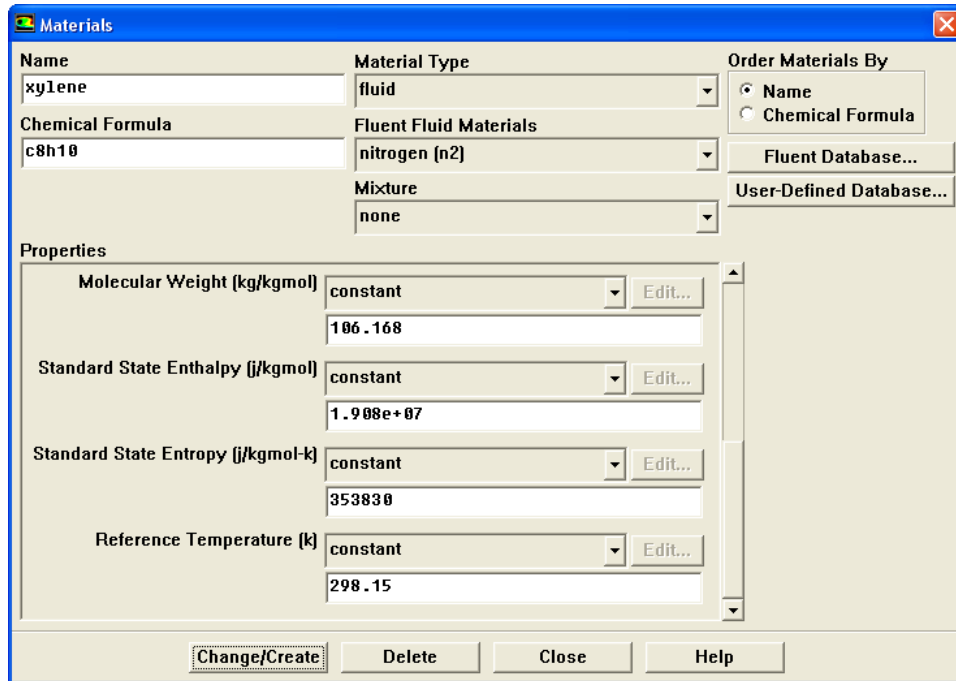 Materials
Name
xylene
Chemical Formula
c8h10
Material Type
fluid
Fluent Fluid Materials
nitrogen (n2)
Mixture
none
Order Materials By
Name
Chemical Formula
Fluent Database...
User-Defined Database...
Properties
Molecular Weight (kg/kgmol) constant Edit...
106.168
Standard State Enthalpy (j/kgmol) constant Edit...
1.908e+07
Standard State Entropy (j/kgmol-k) constant Edit...
353830
Reference Temperature (k) constant Edit...
298.15
Change/Create Delete Close Help